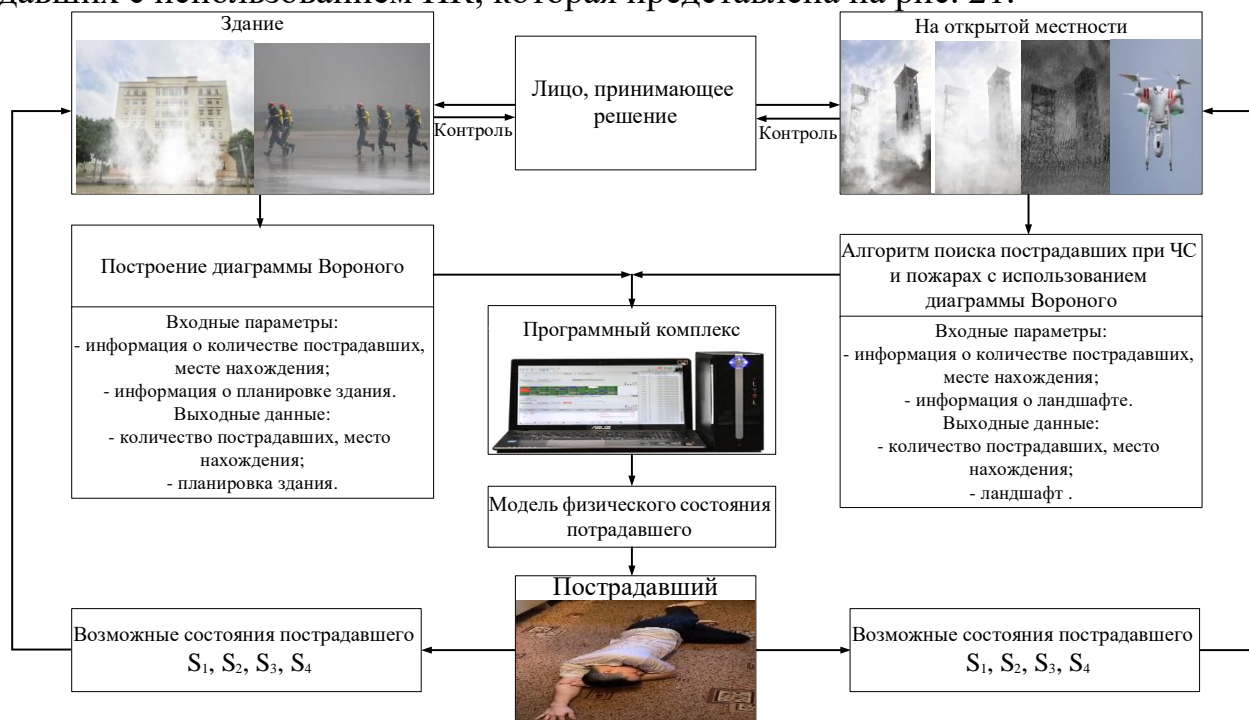 давших с использованием ПК, которая представлена на рис. 21.
Здание
На открытой местности
Лицо, принимающее
решение
Контроль
Контроль
Построение диаграммы Вороного
Входные параметры:
- информация о количестве пострадавших,
месте нахождения;
- информация о планировке здания.
Выходные данные:
- количество пострадавших, место
нахождения;
- планировка здания.
Алгоритм поиска пострадавших при ЧС
и пожарах с использованием
диаграммы Вороного
Входные параметры:
- информация о количестве пострадавших,
месте нахождения;
- информация о ландшафте.
Выходные данные:
- количество пострадавших, место
нахождения;
- ландшафт .
Программный комплекс
ASUS
Модель физического состояния
потрадавшего
Пострадавший
Возможные состояния пострадавшего
S₁, S₂, S₃, S₄
Возможные состояния пострадавшего
S₁, S₂, S₃, S₄